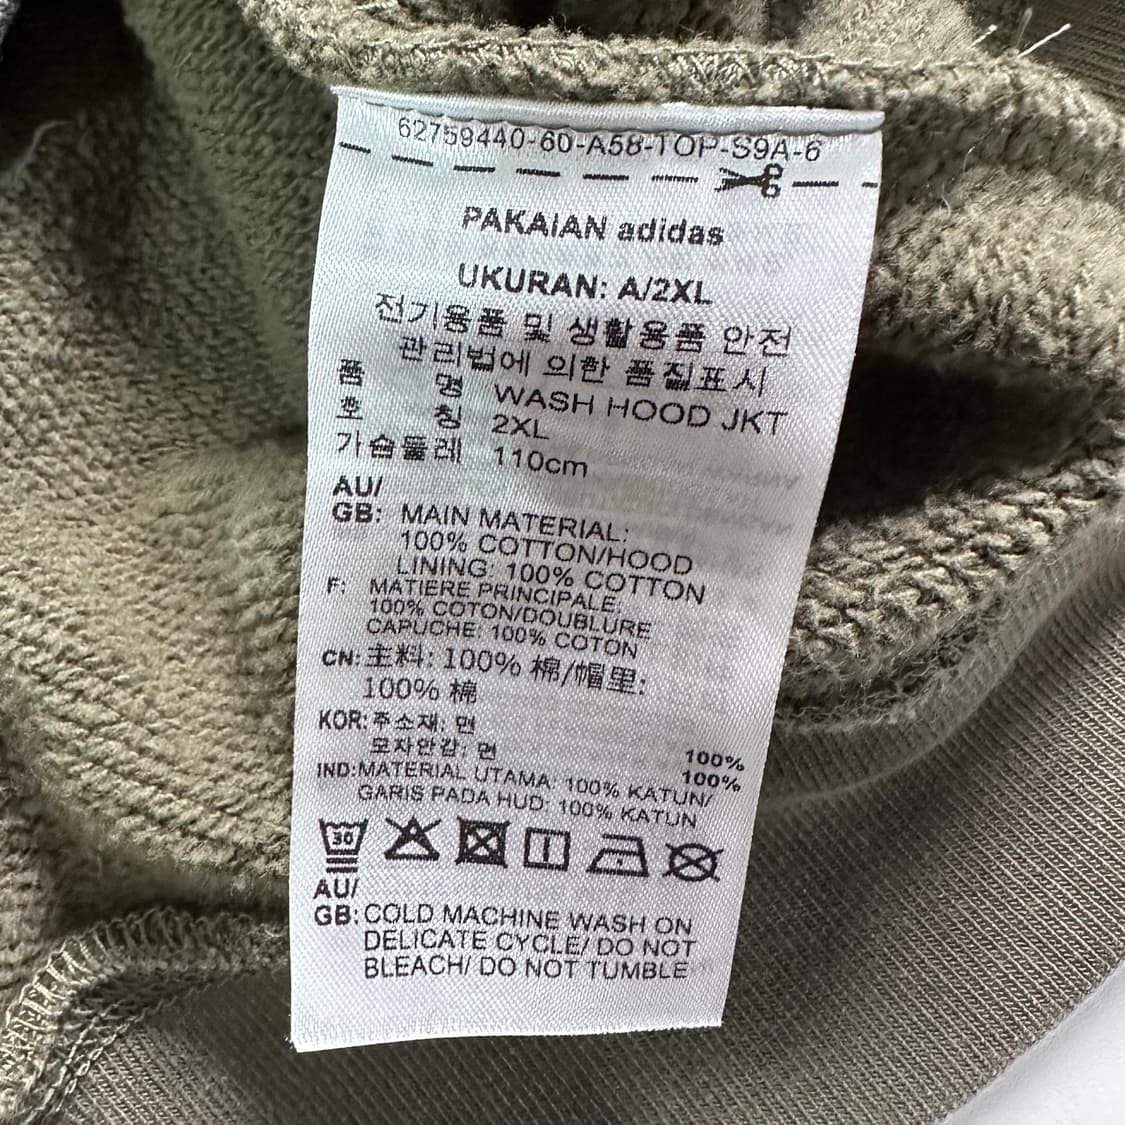 62759440-60-A58-TOP-S9A-6
PAKAIAN adidas
UKURAN: A/2XL
전기용품 및 생활용품 안전
관리법에 의한 품질표시
품 명 WASH HOOD JKT
호 칭 2XL
가슴둘레 110cm
AU/
GB: MAIN MATERIAL:
100% COTTON/HOOD
LINING: 100% COTTON
F: MATIERE PRINCIPALE:
100% COTON/DOUBLURE
CAPUCHE: 100% COTON
CN: 主料: 100% 棉/帽里:
100% 棉
KOR: 주소재: 면 100%
모자안감: 면 100%
IND: MATERIAL UTAMA: 100% KATUN/
GARIS PADA HUD: 100% KATUN
30
AU/
GB: COLD MACHINE WASH ON
DELICATE CYCLE/ DO NOT
BLEACH/ DO NOT TUMBLE